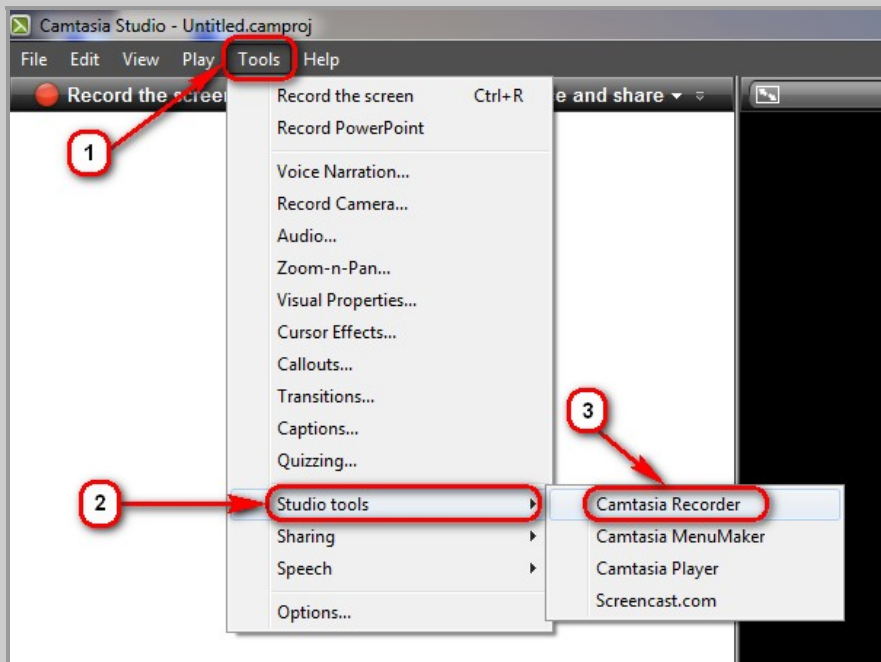 Camtasia Studio - Untitled.camproj
File Edit View Play Tools Help
Record the screen e and share
1
Record the screen Ctrl+R
Record PowerPoint
Voice Narration...
Record Camera...
Audio...
Zoom-n-Pan...
Visual Properties...
Cursor Effects...
Callouts...
Transitions...
Captions...
Quizzing...
3
2
Studio tools
Camtasia Recorder
Sharing
Camtasia MenuMaker
Speech
Camtasia Player
Screencast.com
Options...